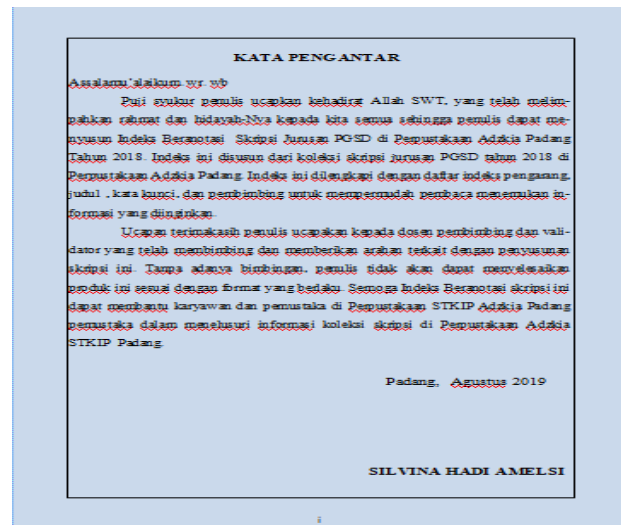 KATA PENGANTAR
Assalamu'alaikum. wr. wb
Puji syukur penulis ucapkan kehadirat Allah SWT, yang telah melim-
pahkan rahmat dan hidayah-Nya kepada kita semua sehingga penulis dapat me-
nyusun Indeks Beranotasi Skripsi Jurusan PGSD di Perpustakaan Adzkia Padang
Tahun 2018. Indeks ini disusun dari koleksi skripsi jurusan PGSD tahun 2018 di
Perpustakaan Adzkia Padang. Indeks ini dilengkapi dengan daftar indeks pengarang,
judul , kata kunci, dan pembimbing untuk mempermudah pembaca menemukan in-
formasi yang diinginkan.
Ucapan terimakasih penulis ucapakan kepada dosen pembimbing dan vali-
dator yang telah membimbing dan memberikan arahan terkait dengan penyusunan
skripsi ini. Tanpa adanya bimbingan, penulis tidak akan dapat menyelesaikan
produk ini sesuai dengan format yang berlaku. Semoga Indeks Beranotasi skripsi ini
dapat membantu karyawan dan pemustaka di Perpustakaan STKIP Adzkia Padang
pemustaka dalam menelusuri informasi koleksi skripsi di Perpustakaan Adzkia
STKIP Padang.
Padang, Agustus 2019
SILVINA HADI AMELSI
ii